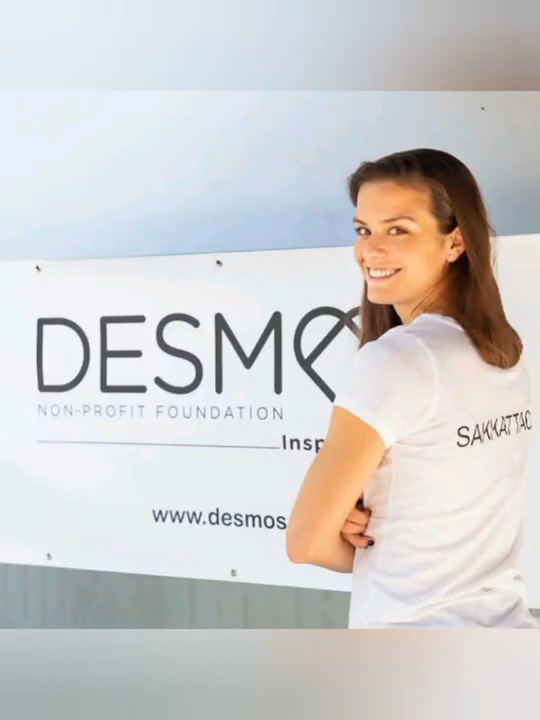 DESM
NON-PROFIT FOUNDATION
Insp
www.desmos
SAKKATTAC